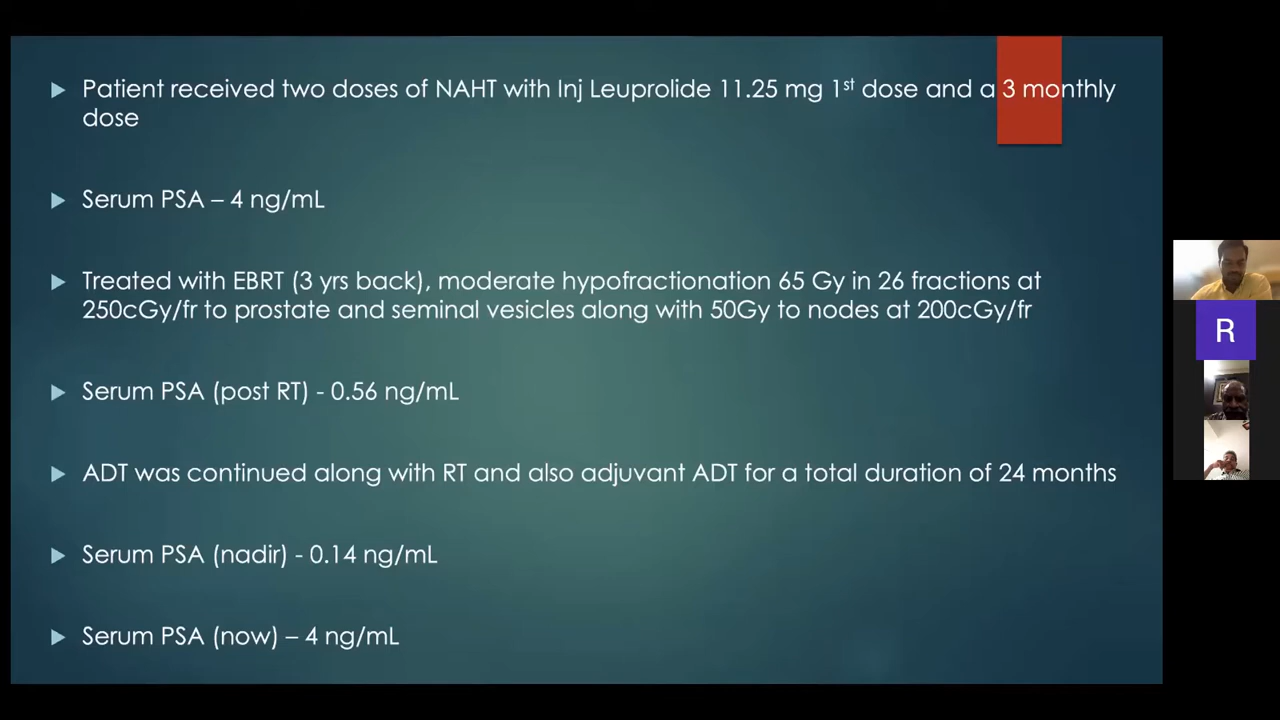 Patient received two doses of NAHT with Inj Leuprolide 11.25 mg 1st dose and a 3 monthly
dose
Serum PSA – 4 ng/mL
Treated with EBRT (3 yrs back), moderate hypofractionation 65 Gy in 26 fractions at
250cGy/fr to prostate and seminal vesicles along with 50Gy to nodes at 200cGy/fr
Serum PSA (post RT) - 0.56 ng/mL
ADT was continued along with RT and also adjuvant ADT for a total duration of 24 months
Serum PSA (nadir) - 0.14 ng/mL
Serum PSA (now) – 4 ng/mL
R